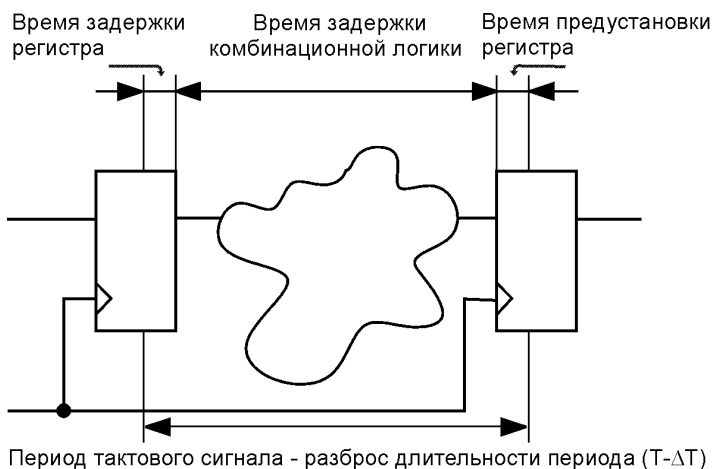 Время задержки
регистра
Время задержки
комбинационной логики
Время предустановки
регистра
Период тактового сигнала - разброс длительности периода (T-ΔT)